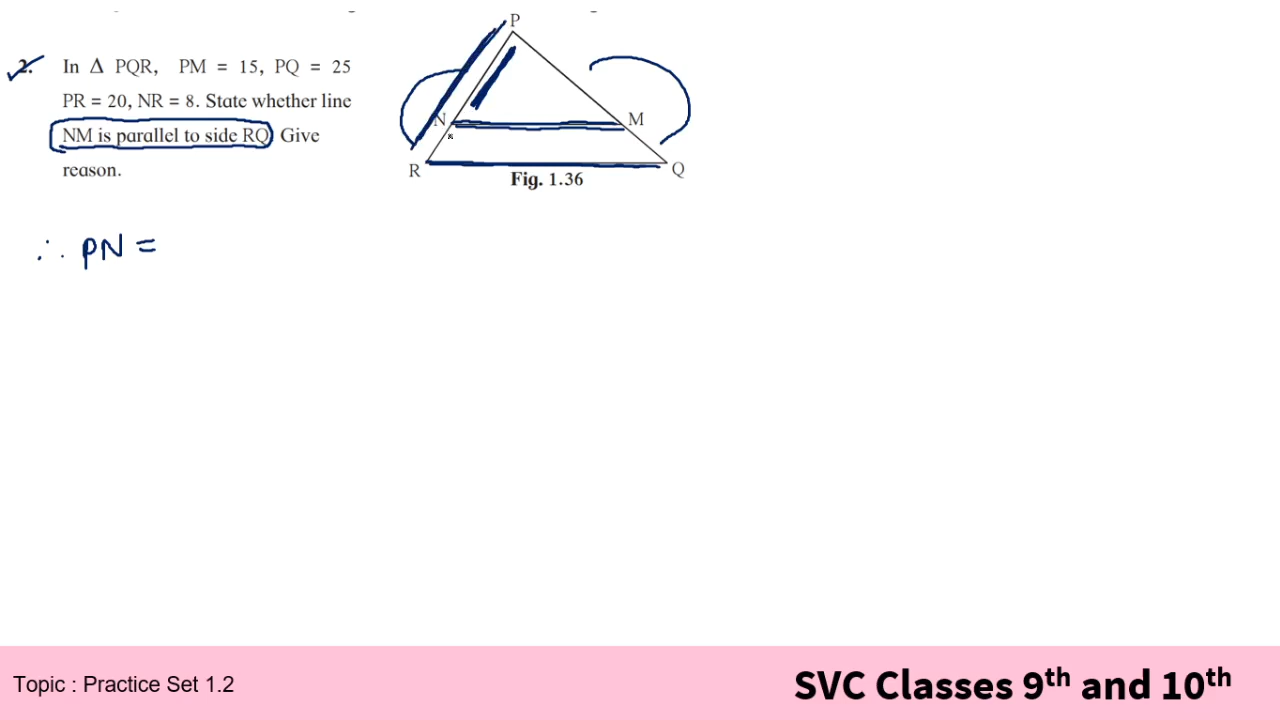 2. In Δ PQR, PM = 15, PQ = 25
PR = 20, NR = 8. State whether line
NM is parallel to side RQ. Give
reason.
P
N
M
R
Q
Fig. 1.36
∴ PN =
Topic : Practice Set 1.2
SVC Classes 9th and 10th